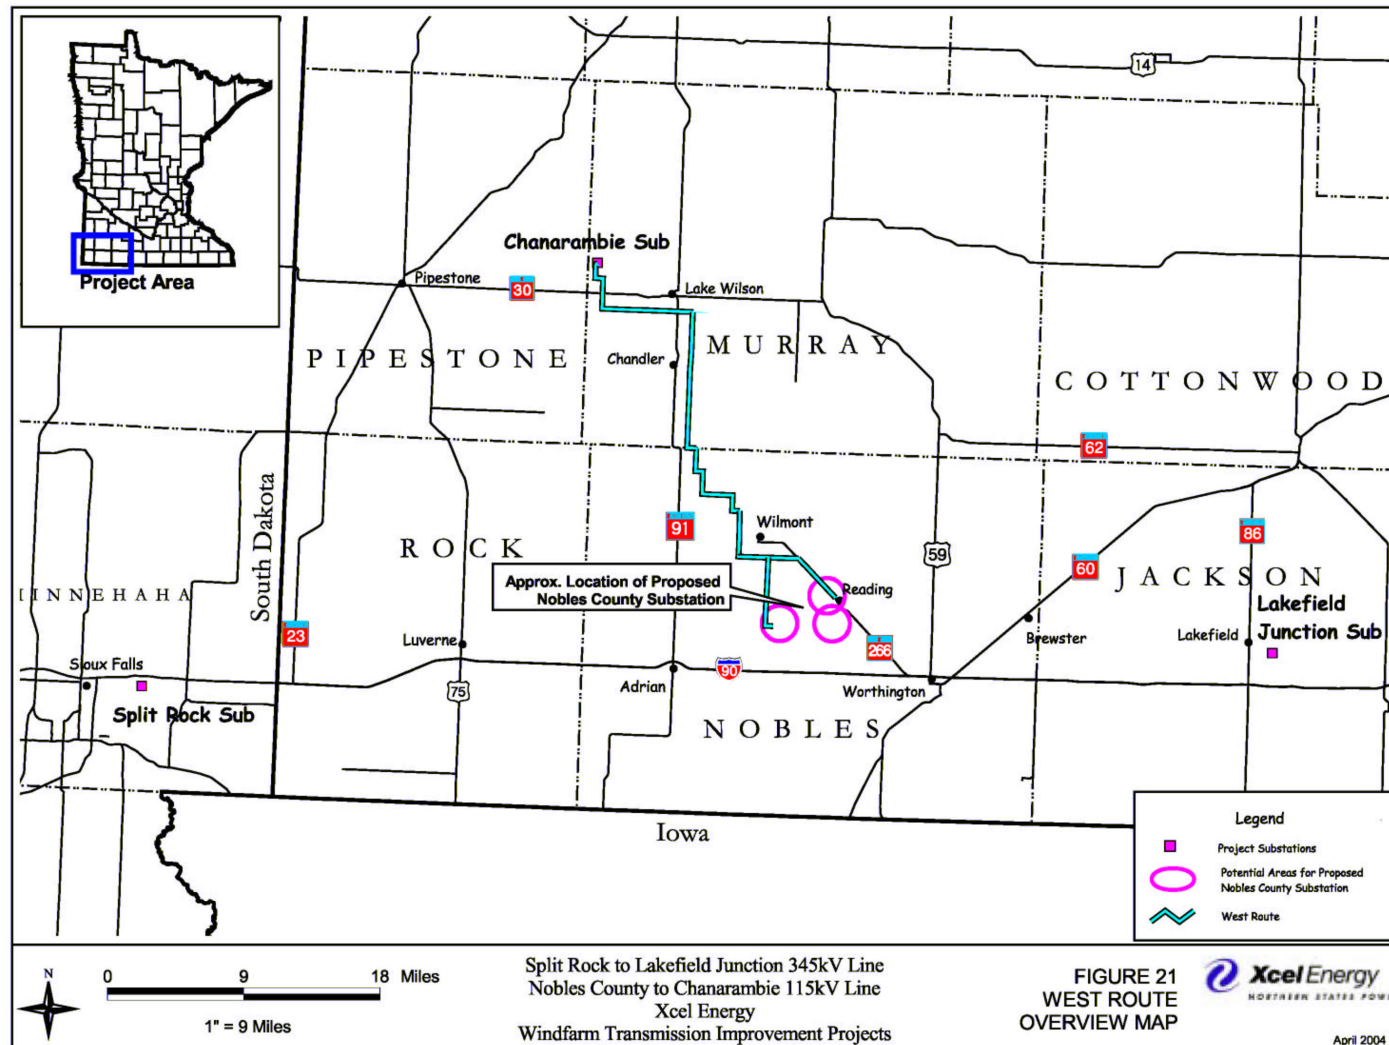 14
Project Area
Chanarambie Sub
Pipestone
30
Lake Wilson
PIPESTONE
Chandler
MURRAY
COTTONWOOD
62
South Dakota
91
Wilmont
86
ROCK
59
60
JACKSON
Approx. Location of Proposed
Nobles County Substation
Reading
INNEHAHA
23
Luverne
266
Brewster
Lakefield
Lakefield
Junction Sub
Sioux Falls
90
75
Adrian
Worthington
Split Rock Sub
NOBLES
Iowa
Legend
Project Substations
Potential Areas for Proposed
Nobles County Substation
West Route
N
0 9 18 Miles
1" = 9 Miles
Split Rock to Lakefield Junction 345kV Line
Nobles County to Chanarambie 115kV Line
Xcel Energy
Windfarm Transmission Improvement Projects
FIGURE 21
WEST ROUTE
OVERVIEW MAP
Xcel Energy
NORTHERN STATES POW
April 2004